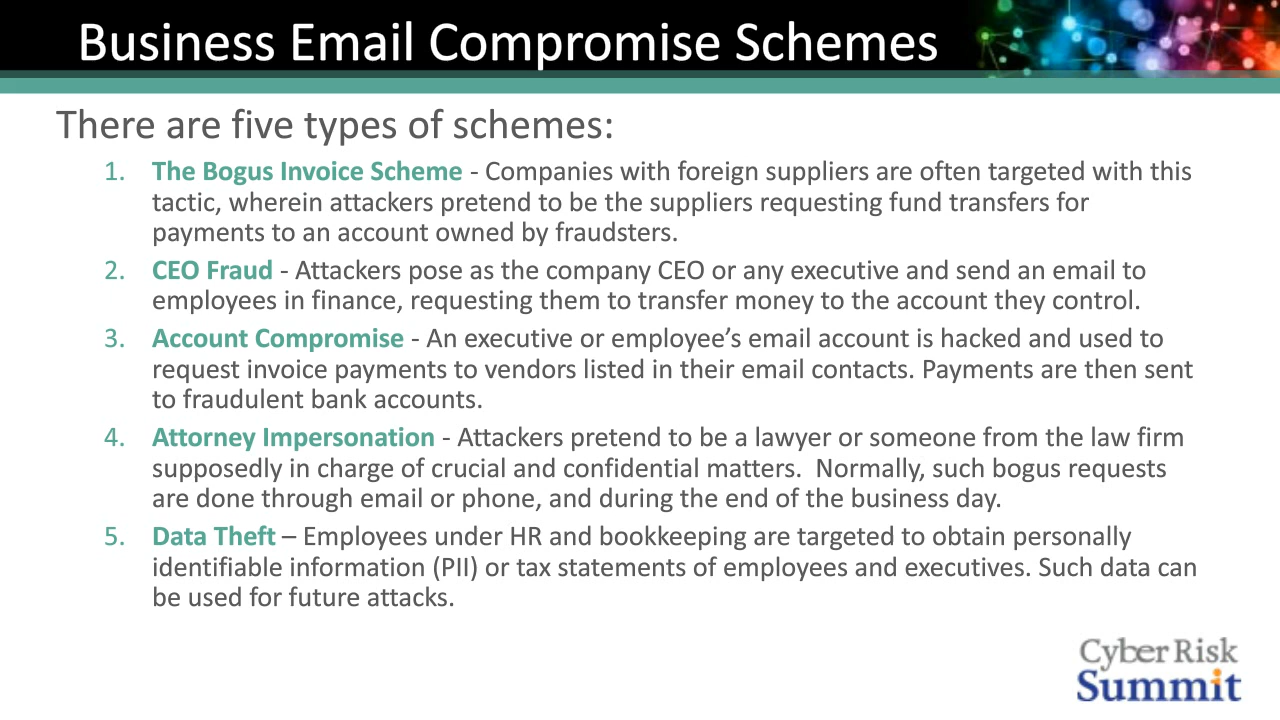 Business Email Compromise Schemes
There are five types of schemes:
1. The Bogus Invoice Scheme - Companies with foreign suppliers are often targeted with this
tactic, wherein attackers pretend to be the suppliers requesting fund transfers for
payments to an account owned by fraudsters.
2. CEO Fraud - Attackers pose as the company CEO or any executive and send an email to
employees in finance, requesting them to transfer money to the account they control.
3. Account Compromise - An executive or employee’s email account is hacked and used to
request invoice payments to vendors listed in their email contacts. Payments are then sent
to fraudulent bank accounts.
4. Attorney Impersonation - Attackers pretend to be a lawyer or someone from the law firm
supposedly in charge of crucial and confidential matters.  Normally, such bogus requests
are done through email or phone, and during the end of the business day.
5. Data Theft – Employees under HR and bookkeeping are targeted to obtain personally
identifiable information (PII) or tax statements of employees and executives. Such data can
be used for future attacks.
Cyber Risk
Summit